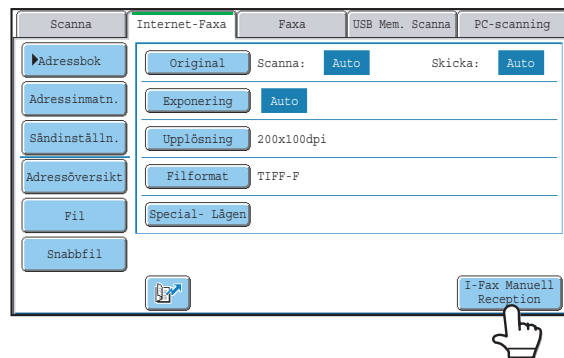 Scanna Internet-Faxa Faxa USB Mem. Scanna PC-scanning
Adressbok Original Scanna: Auto Skicka: Auto
Adressinmatn. Exponering Auto
Sändinställn. Upplösning 200x100dpi
Adressöversikt Filformat TIFF-F
Fil Special- Lägen
Snabbfil
I-Fax Manuell
Reception